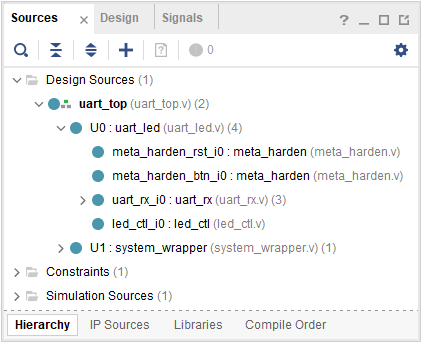 Sources Design Signals
0
Design Sources (1)
uart_top (uart_top.v) (2)
U0 : uart_led (uart_led.v) (4)
meta_harden_rst_i0 : meta_harden (meta_harden.v)
meta_harden_btn_i0 : meta_harden (meta_harden.v)
uart_rx_i0 : uart_rx (uart_rx.v) (3)
led_ctl_i0 : led_ctl (led_ctl.v)
U1 : system_wrapper (system_wrapper.v) (1)
Constraints (1)
Simulation Sources (1)
Hierarchy IP Sources Libraries Compile Order